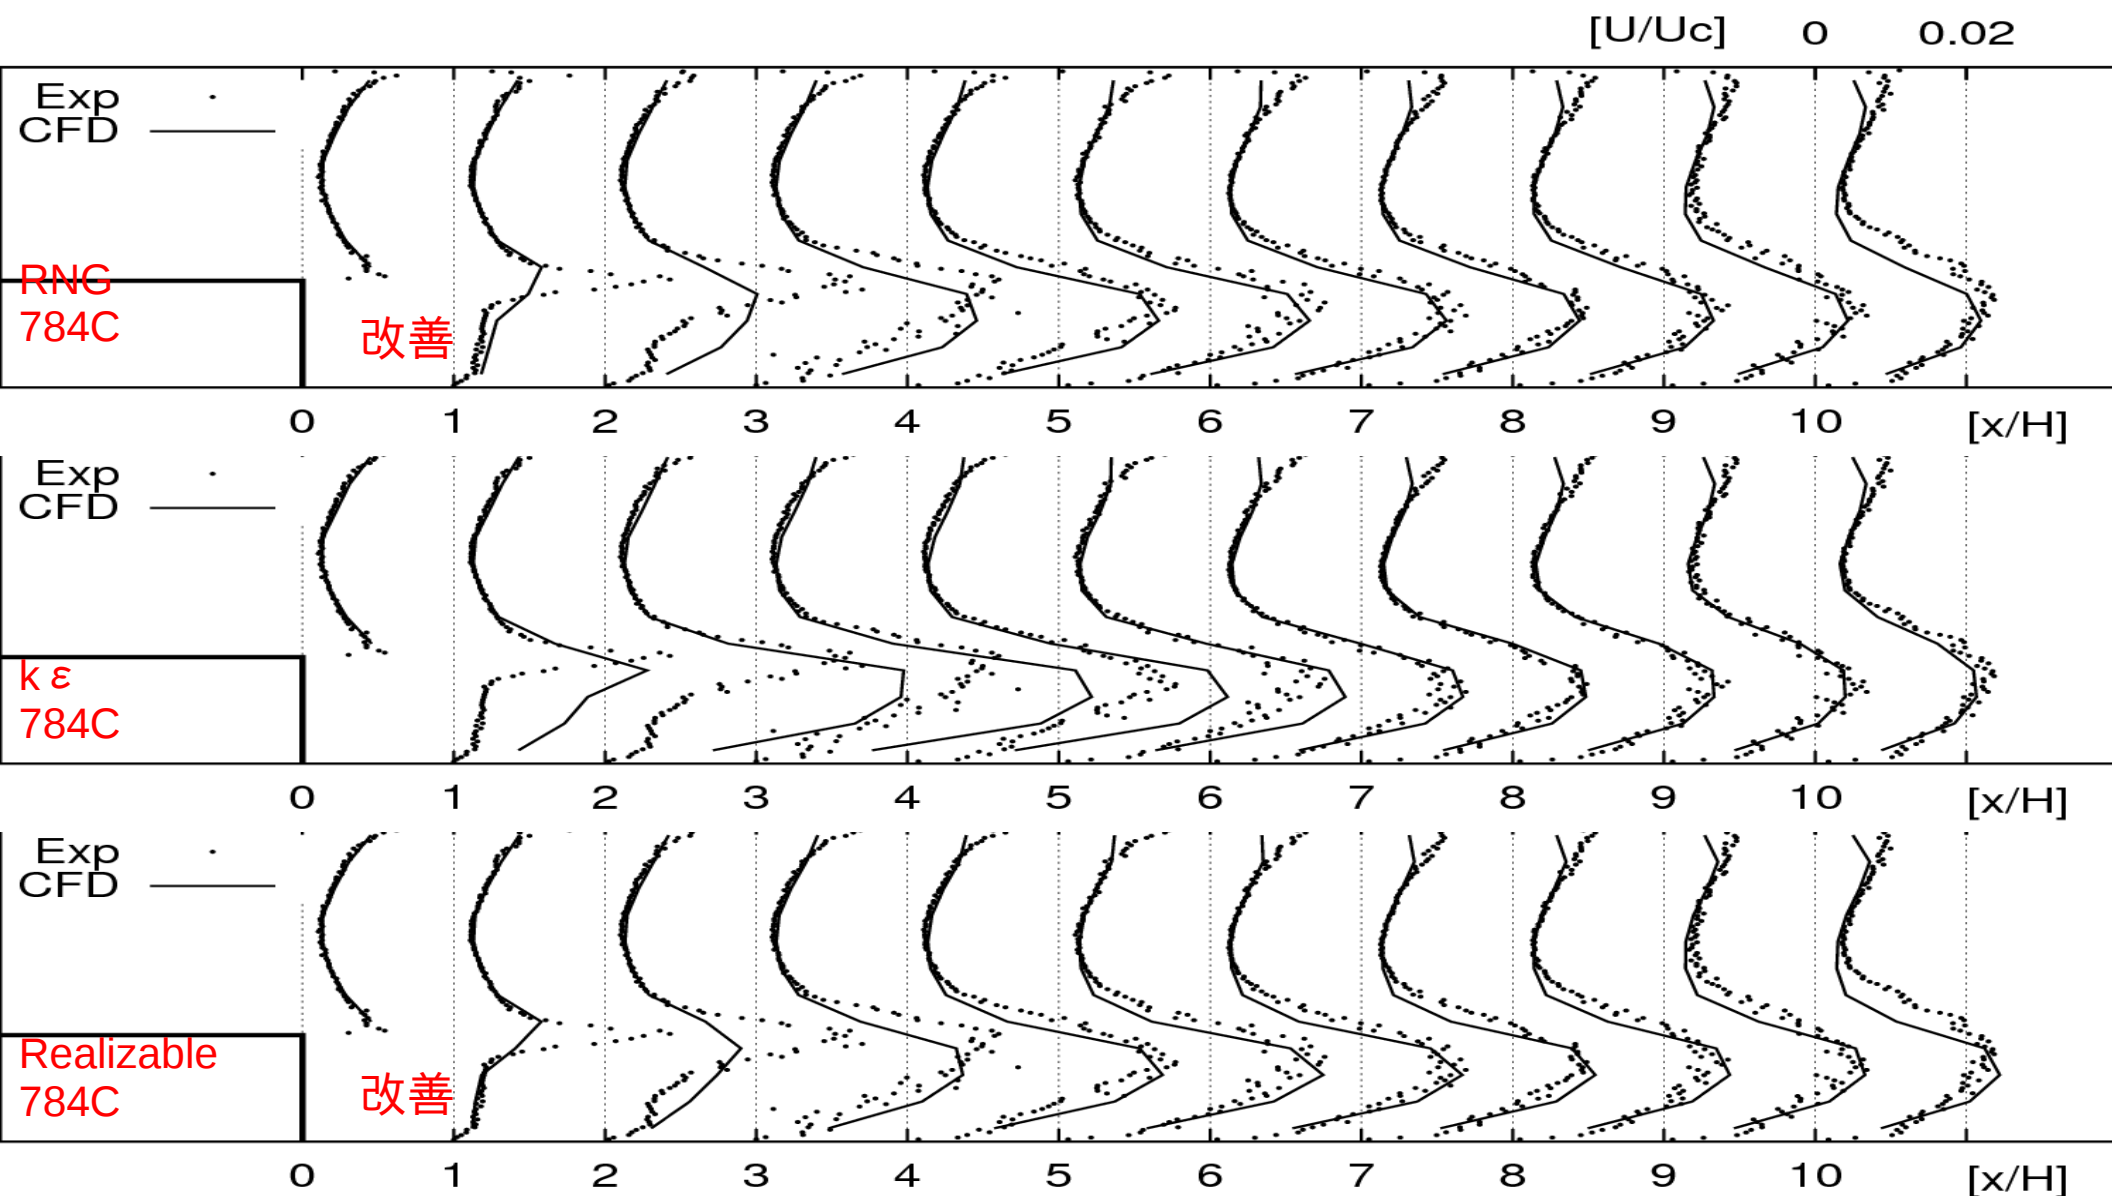 [U/Uc] 0 0.02
Exp
CFD
RNG
784C
改善
0 1 2 3 4 5 6 7 8 9 10 [x/H]
Exp
CFD
k ε
784C
0 1 2 3 4 5 6 7 8 9 10 [x/H]
Exp
CFD
Realizable
784C
改善
0 1 2 3 4 5 6 7 8 9 10 [x/H]